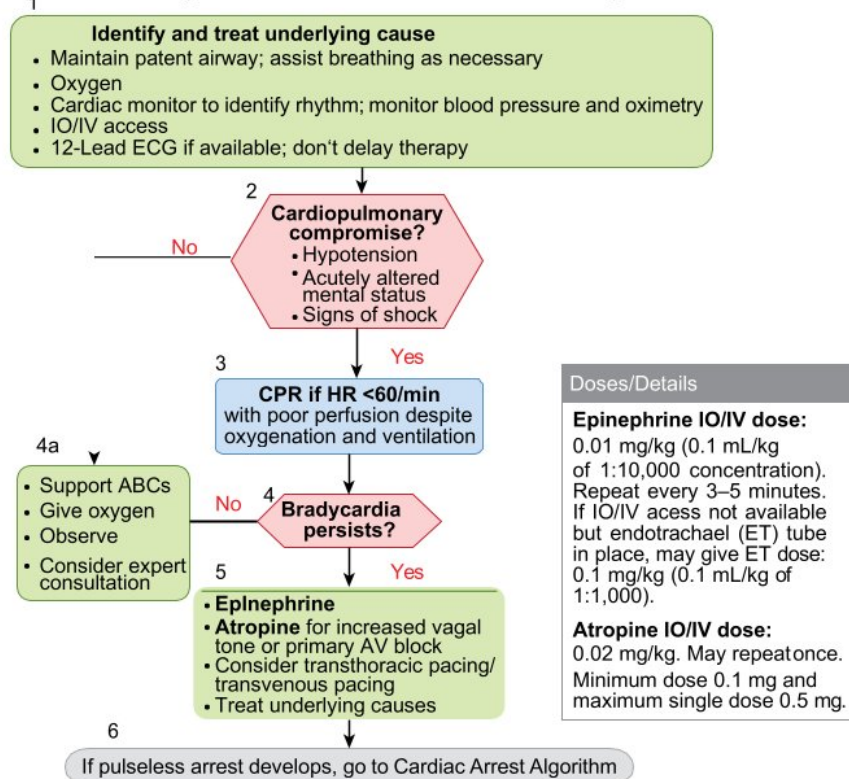 Identify and treat underlying cause
• Maintain patent airway; assist breathing as necessary
• Oxygen
• Cardiac monitor to identify rhythm; monitor blood pressure and oximetry
• IO/IV access
• 12-Lead ECG if available; don't delay therapy
2
Cardiopulmonary
compromise?
• Hypotension
• Acutely altered
mental status
• Signs of shock
No
Yes
3
CPR if HR <60/min
with poor perfusion despite
oxygenation and ventilation
4a
• Support ABCs
• Give oxygen
• Observe
• Consider expert
consultation
No
4
Bradycardia
persists?
Yes
5
• EpInephrine
• Atropine for increased vagal
tone or primary AV block
• Consider transthoracic pacing/
transvenous pacing
• Treat underlying causes
6
If pulseless arrest develops, go to Cardiac Arrest Algorithm
Doses/Details
Epinephrine IO/IV dose:
0.01 mg/kg (0.1 mL/kg
of 1:10,000 concentration).
Repeat every 3–5 minutes.
If IO/IV acess not available
but endotrachael (ET) tube
in place, may give ET dose:
0.1 mg/kg (0.1 mL/kg of
1:1,000).
Atropine IO/IV dose:
0.02 mg/kg. May repeatonce.
Minimum dose 0.1 mg and
maximum single dose 0.5 mg.